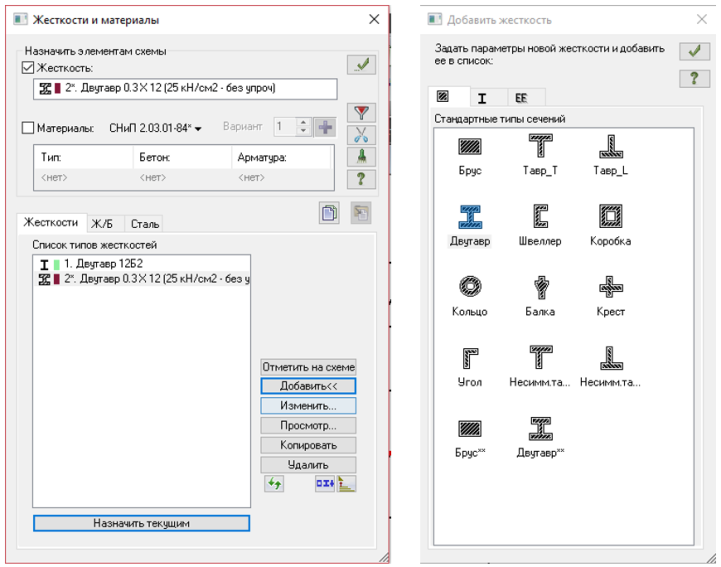 Жесткости и материалы
Назначить элементам схемы
Жесткость:
2*. Двутавр 0.3 X 12 (25 кН/см2 - без упроч)
Материалы: СНиП 2.03.01-84* Вариант 1
Тип: Бетон: Арматура:
<нет> <нет> <нет>
?
Жесткости Ж/Б Сталь
Список типов жесткостей
1. Двутавр 12Б2
2*. Двутавр 0.3 X 12 (25 кН/см2 - без у
Отметить на схеме
Добавить<<
Изменить...
Просмотр...
Копировать
Удалить
Назначить текущим
Добавить жесткость
Задать параметры новой жесткости и добавить
ее в список:
?
Стандартные типы сечений
Брус Тавр_T Тавр_L
Двутавр Швеллер Коробка
Кольцо Балка Крест
Угол Несимм.та... Несимм.та...
Брус** Двутавр**